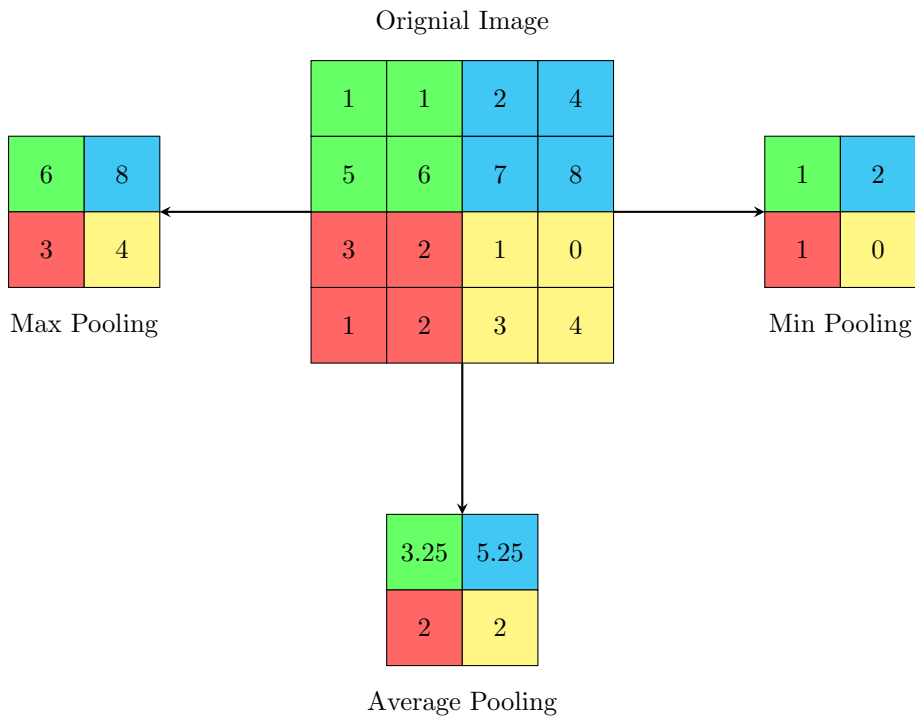 Orignial Image
1 1 2 4
5 6 7 8
3 2 1 0
1 2 3 4
6 8
3 4
Max Pooling
1 2
1 0
Min Pooling
3.25 5.25
2 2
Average Pooling